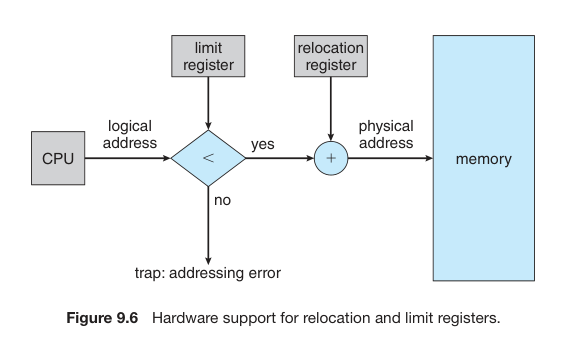 limit
register
relocation
register
logical
address
physical
address
CPU
<
yes
+
memory
no
trap: addressing error
Figure 9.6 Hardware support for relocation and limit registers.